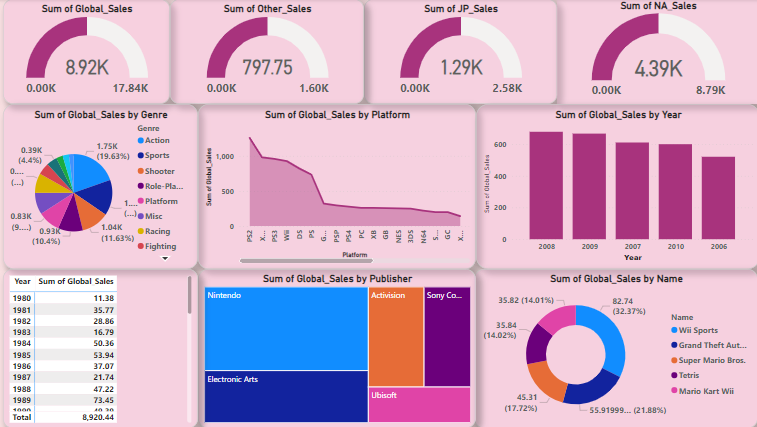 Sum of Global_Sales
8.92K
0.00K
17.84K
Sum of Other_Sales
797.75
0.00K
1.60K
Sum of JP_Sales
1.29K
0.00K
2.58K
Sum of NA_Sales
4.39K
0.00K
8.79K
Sum of Global_Sales by Genre
0.39K
(4.4%)
0....
(...)
0.83K
(9....)
0.93K
(10.4%)
1.75K
(19.63%)
1....
(...)
1.04K
(11.63%)
Genre
Action
Sports
Shooter
Role-Pla...
Platform
Misc
Racing
Fighting
Sum of Global_Sales by Platform
Sum of Global_Sales
1,000
500
0
PS2
X...
PS3
Wii
DS
PS
G...
PSP
PS4
PC
XB
GB
NES
3DS
N64
S...
GC
X...
Platform
Sum of Global_Sales by Year
Sum of Global_Sales
600
400
200
0
2008
2009
2007
2010
2006
Year
Year Sum of Global_Sales
1980 11.38
1981 35.77
1982 28.86
1983 16.79
1984 50.36
1985 53.94
1986 37.07
1987 21.74
1988 47.22
1989 73.45
1990 49.39
Total 8,920.44
Sum of Global_Sales by Publisher
Nintendo
Electronic Arts
Activision
Sony Co...
Ubisoft
Sum of Global_Sales by Name
35.82 (14.01%)
35.84
(14.02%)
45.31
(17.72%)
82.74
(32.37%)
55.91999... (21.88%)
Name
Wii Sports
Grand Theft Aut...
Super Mario Bros.
Tetris
Mario Kart Wii